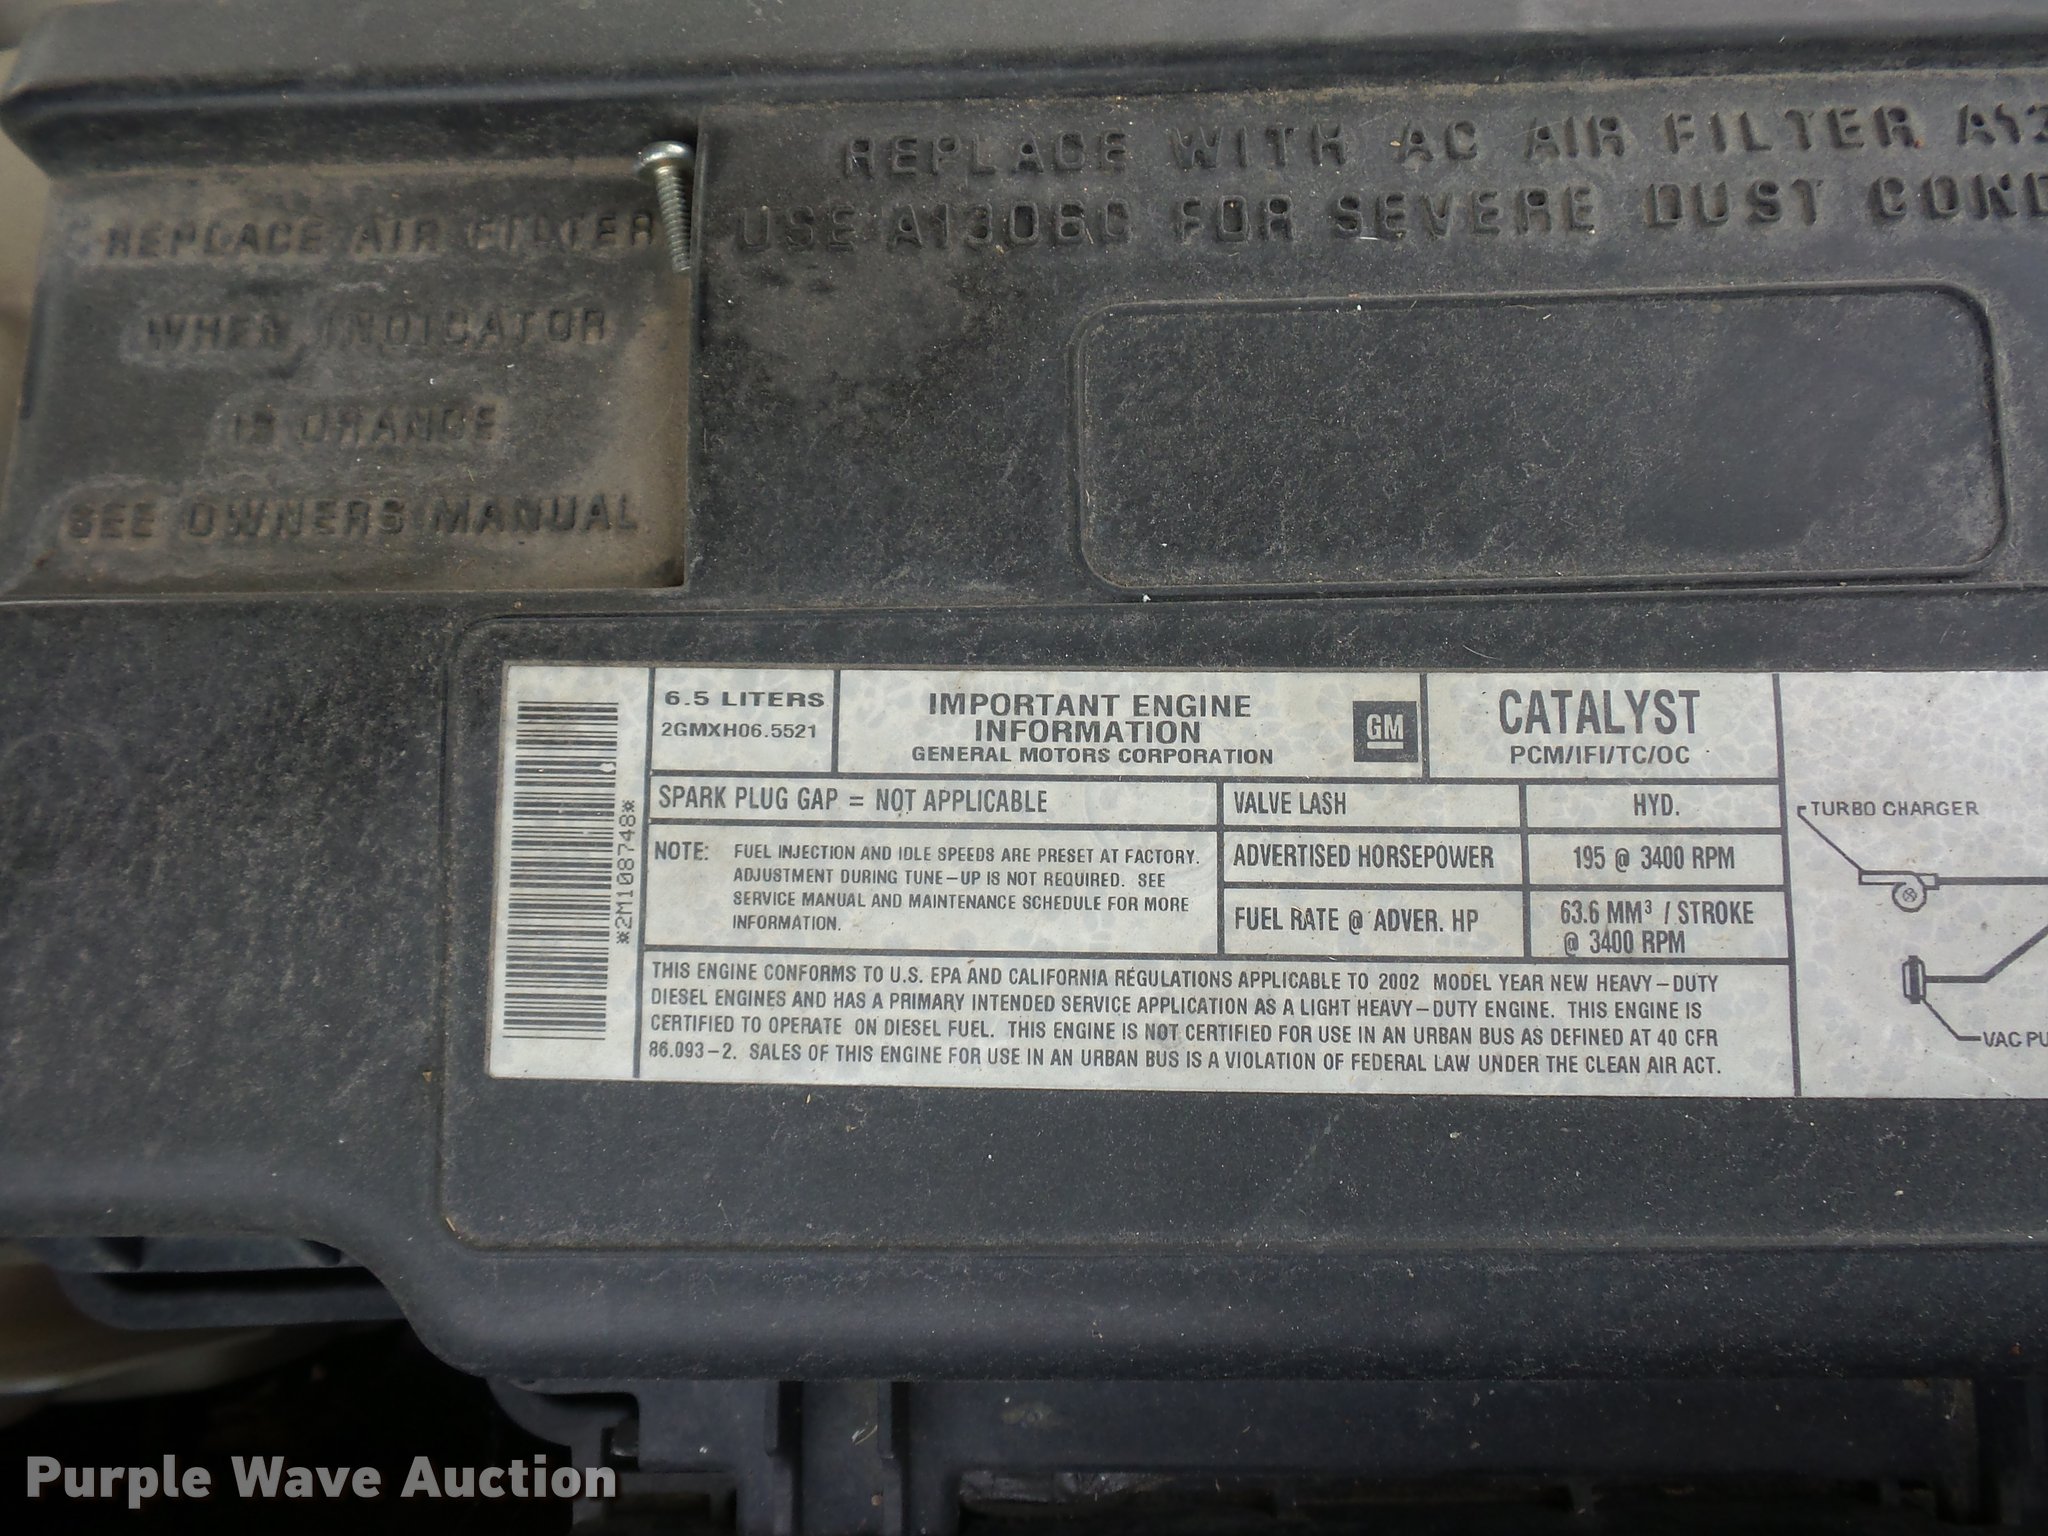 REPLACE WITH AC AIR FILTER A13
USE A1306C FOR SEVERE DUST COND
REPLACE AIR FILTER
WHEN INDICATOR
IS ORANGE
SEE OWNERS MANUAL
*2M108748*
6.5 LITERS
2GMXH06.5521
IMPORTANT ENGINE
INFORMATION
GENERAL MOTORS CORPORATION
GM
CATALYST
PCM/IFI/TC/OC
SPARK PLUG GAP = NOT APPLICABLE
VALVE LASH
HYD.
NOTE: FUEL INJECTION AND IDLE SPEEDS ARE PRESET AT FACTORY.
ADJUSTMENT DURING TUNE-UP IS NOT REQUIRED. SEE
SERVICE MANUAL AND MAINTENANCE SCHEDULE FOR MORE
INFORMATION.
ADVERTISED HORSEPOWER
195 @ 3400 RPM
FUEL RATE @ ADVER. HP
63.6 MM³ / STROKE
@ 3400 RPM
THIS ENGINE CONFORMS TO U.S. EPA AND CALIFORNIA REGULATIONS APPLICABLE TO 2002 MODEL YEAR NEW HEAVY-DUTY
DIESEL ENGINES AND HAS A PRIMARY INTENDED SERVICE APPLICATION AS A LIGHT HEAVY-DUTY ENGINE. THIS ENGINE IS
CERTIFIED TO OPERATE ON DIESEL FUEL. THIS ENGINE IS NOT CERTIFIED FOR USE IN AN URBAN BUS AS DEFINED AT 40 CFR
86.093-2. SALES OF THIS ENGINE FOR USE IN AN URBAN BUS IS A VIOLATION OF FEDERAL LAW UNDER THE CLEAN AIR ACT.
TURBO CHARGER
VAC PU
Purple Wave Auction